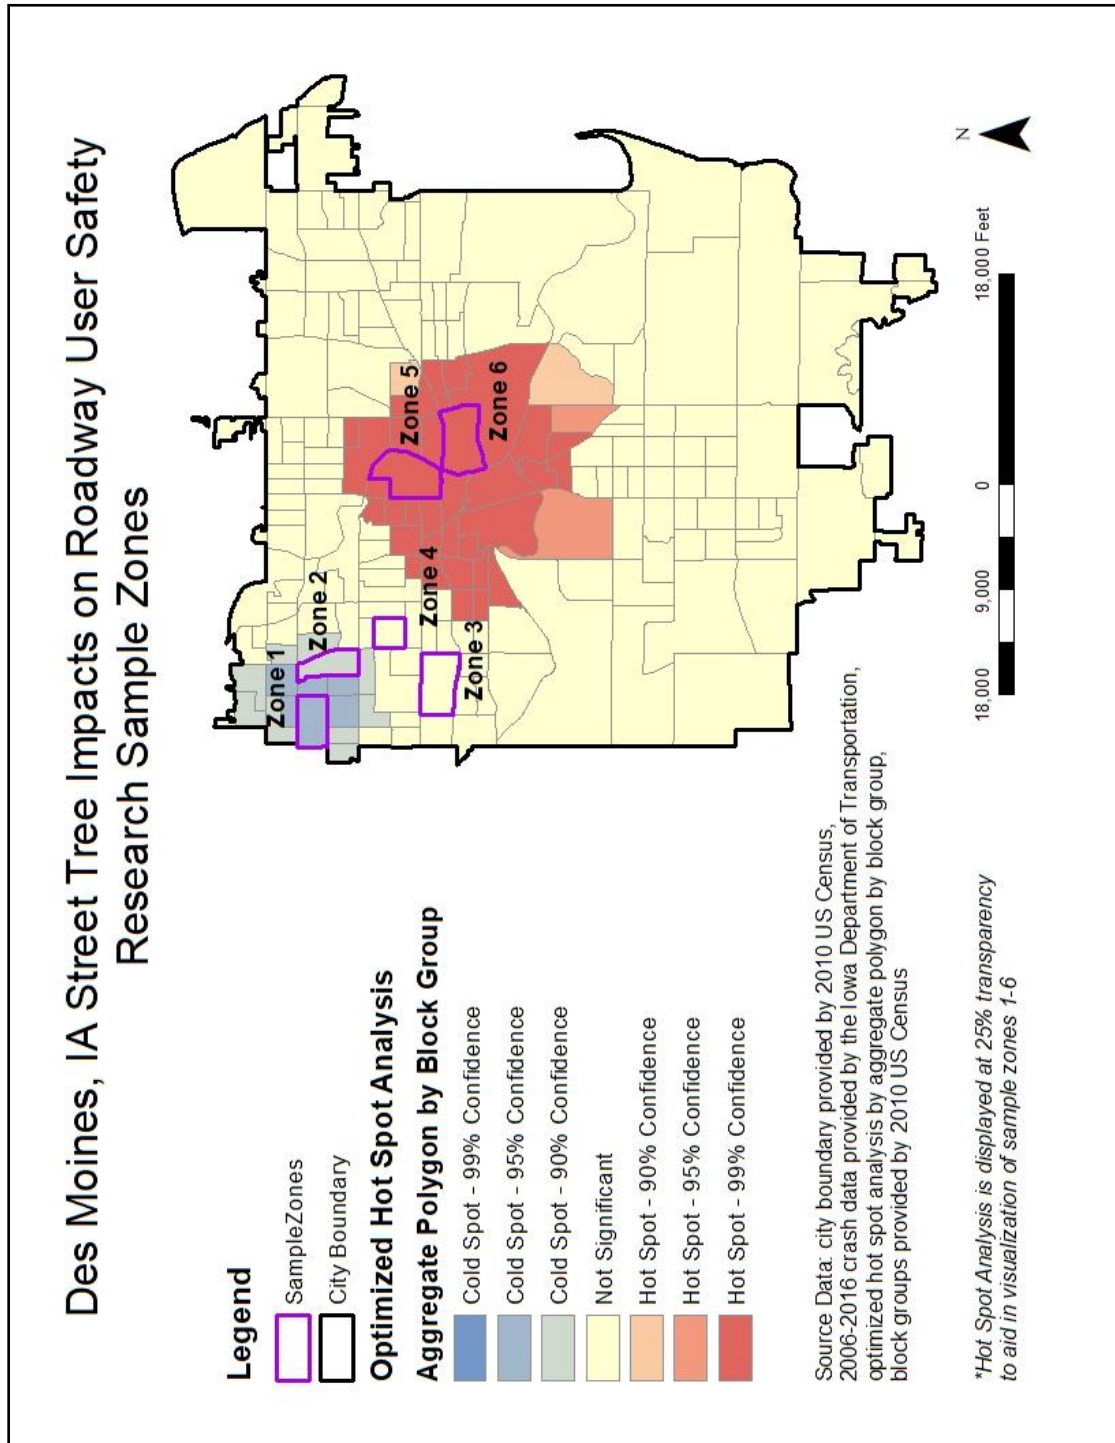 Des Moines, IA Street Tree Impacts on Roadway User Safety
Research Sample Zones
Legend
SampleZones
City Boundary
Optimized Hot Spot Analysis
Aggregate Polygon by Block Group
Cold Spot - 99% Confidence
Cold Spot - 95% Confidence
Cold Spot - 90% Confidence
Not Significant
Hot Spot - 90% Confidence
Hot Spot - 95% Confidence
Hot Spot - 99% Confidence
Source Data: city boundary provided by 2010 US Census,
2006-2016 crash data provided by the Iowa Department of Transportation,
optimized hot spot analysis by aggregate polygon by block group,
block groups provided by 2010 US Census
*Hot Spot Analysis is displayed at 25% transparency
to aid in visualization of sample zones 1-6
Zone 1
Zone 2
Zone 3
Zone 4
Zone 5
Zone 6
18,000
9,000
0
18,000 Feet
N